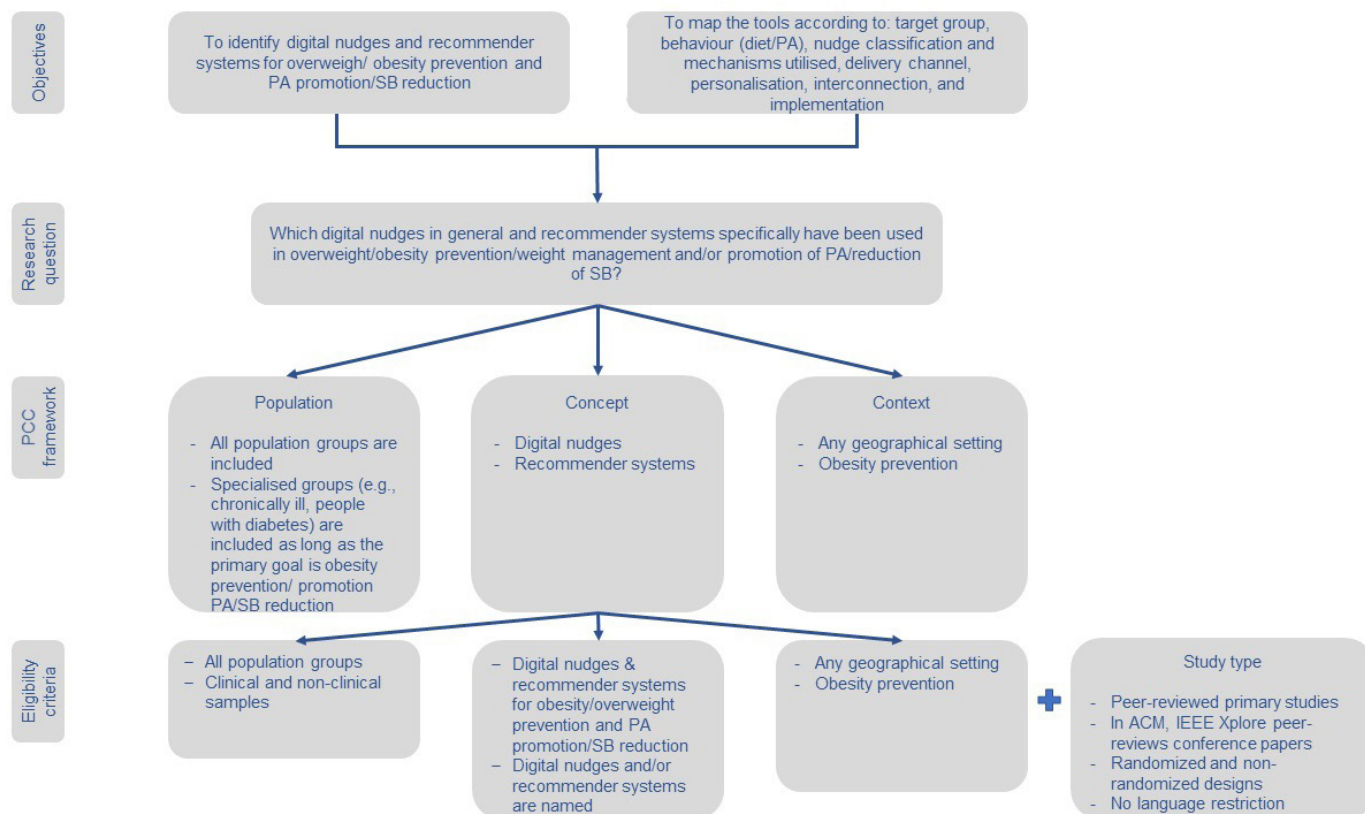 Objectives
To identify digital nudges and recommender
systems for overweigh/ obesity prevention and
PA promotion/SB reduction
To map the tools according to: target group,
behaviour (diet/PA), nudge classification and
mechanisms utilised, delivery channel,
personalisation, interconnection, and
implementation
Research
question
Which digital nudges in general and recommender systems specifically have been used
in overweight/obesity prevention/weight management and/or promotion of PA/reduction
of SB?
PCC
framework
Population
- All population groups are
included
- Specialised groups (e.g.,
chronically ill, people
with diabetes) are
included as long as the
primary goal is obesity
prevention/ promotion
PA/SB reduction
Concept
- Digital nudges
- Recommender systems
Context
- Any geographical setting
- Obesity prevention
Eligibility
criteria
– All population groups
– Clinical and non-clinical
samples
– Digital nudges &
recommender systems
for obesity/overweight
prevention and PA
promotion/SB reduction
– Digital nudges and/or
recommender systems
are named
- Any geographical setting
- Obesity prevention
Study type
- Peer-reviewed primary studies
- In ACM, IEEE Xplore peer-
reviews conference papers
- Randomized and non-
randomized designs
- No language restriction